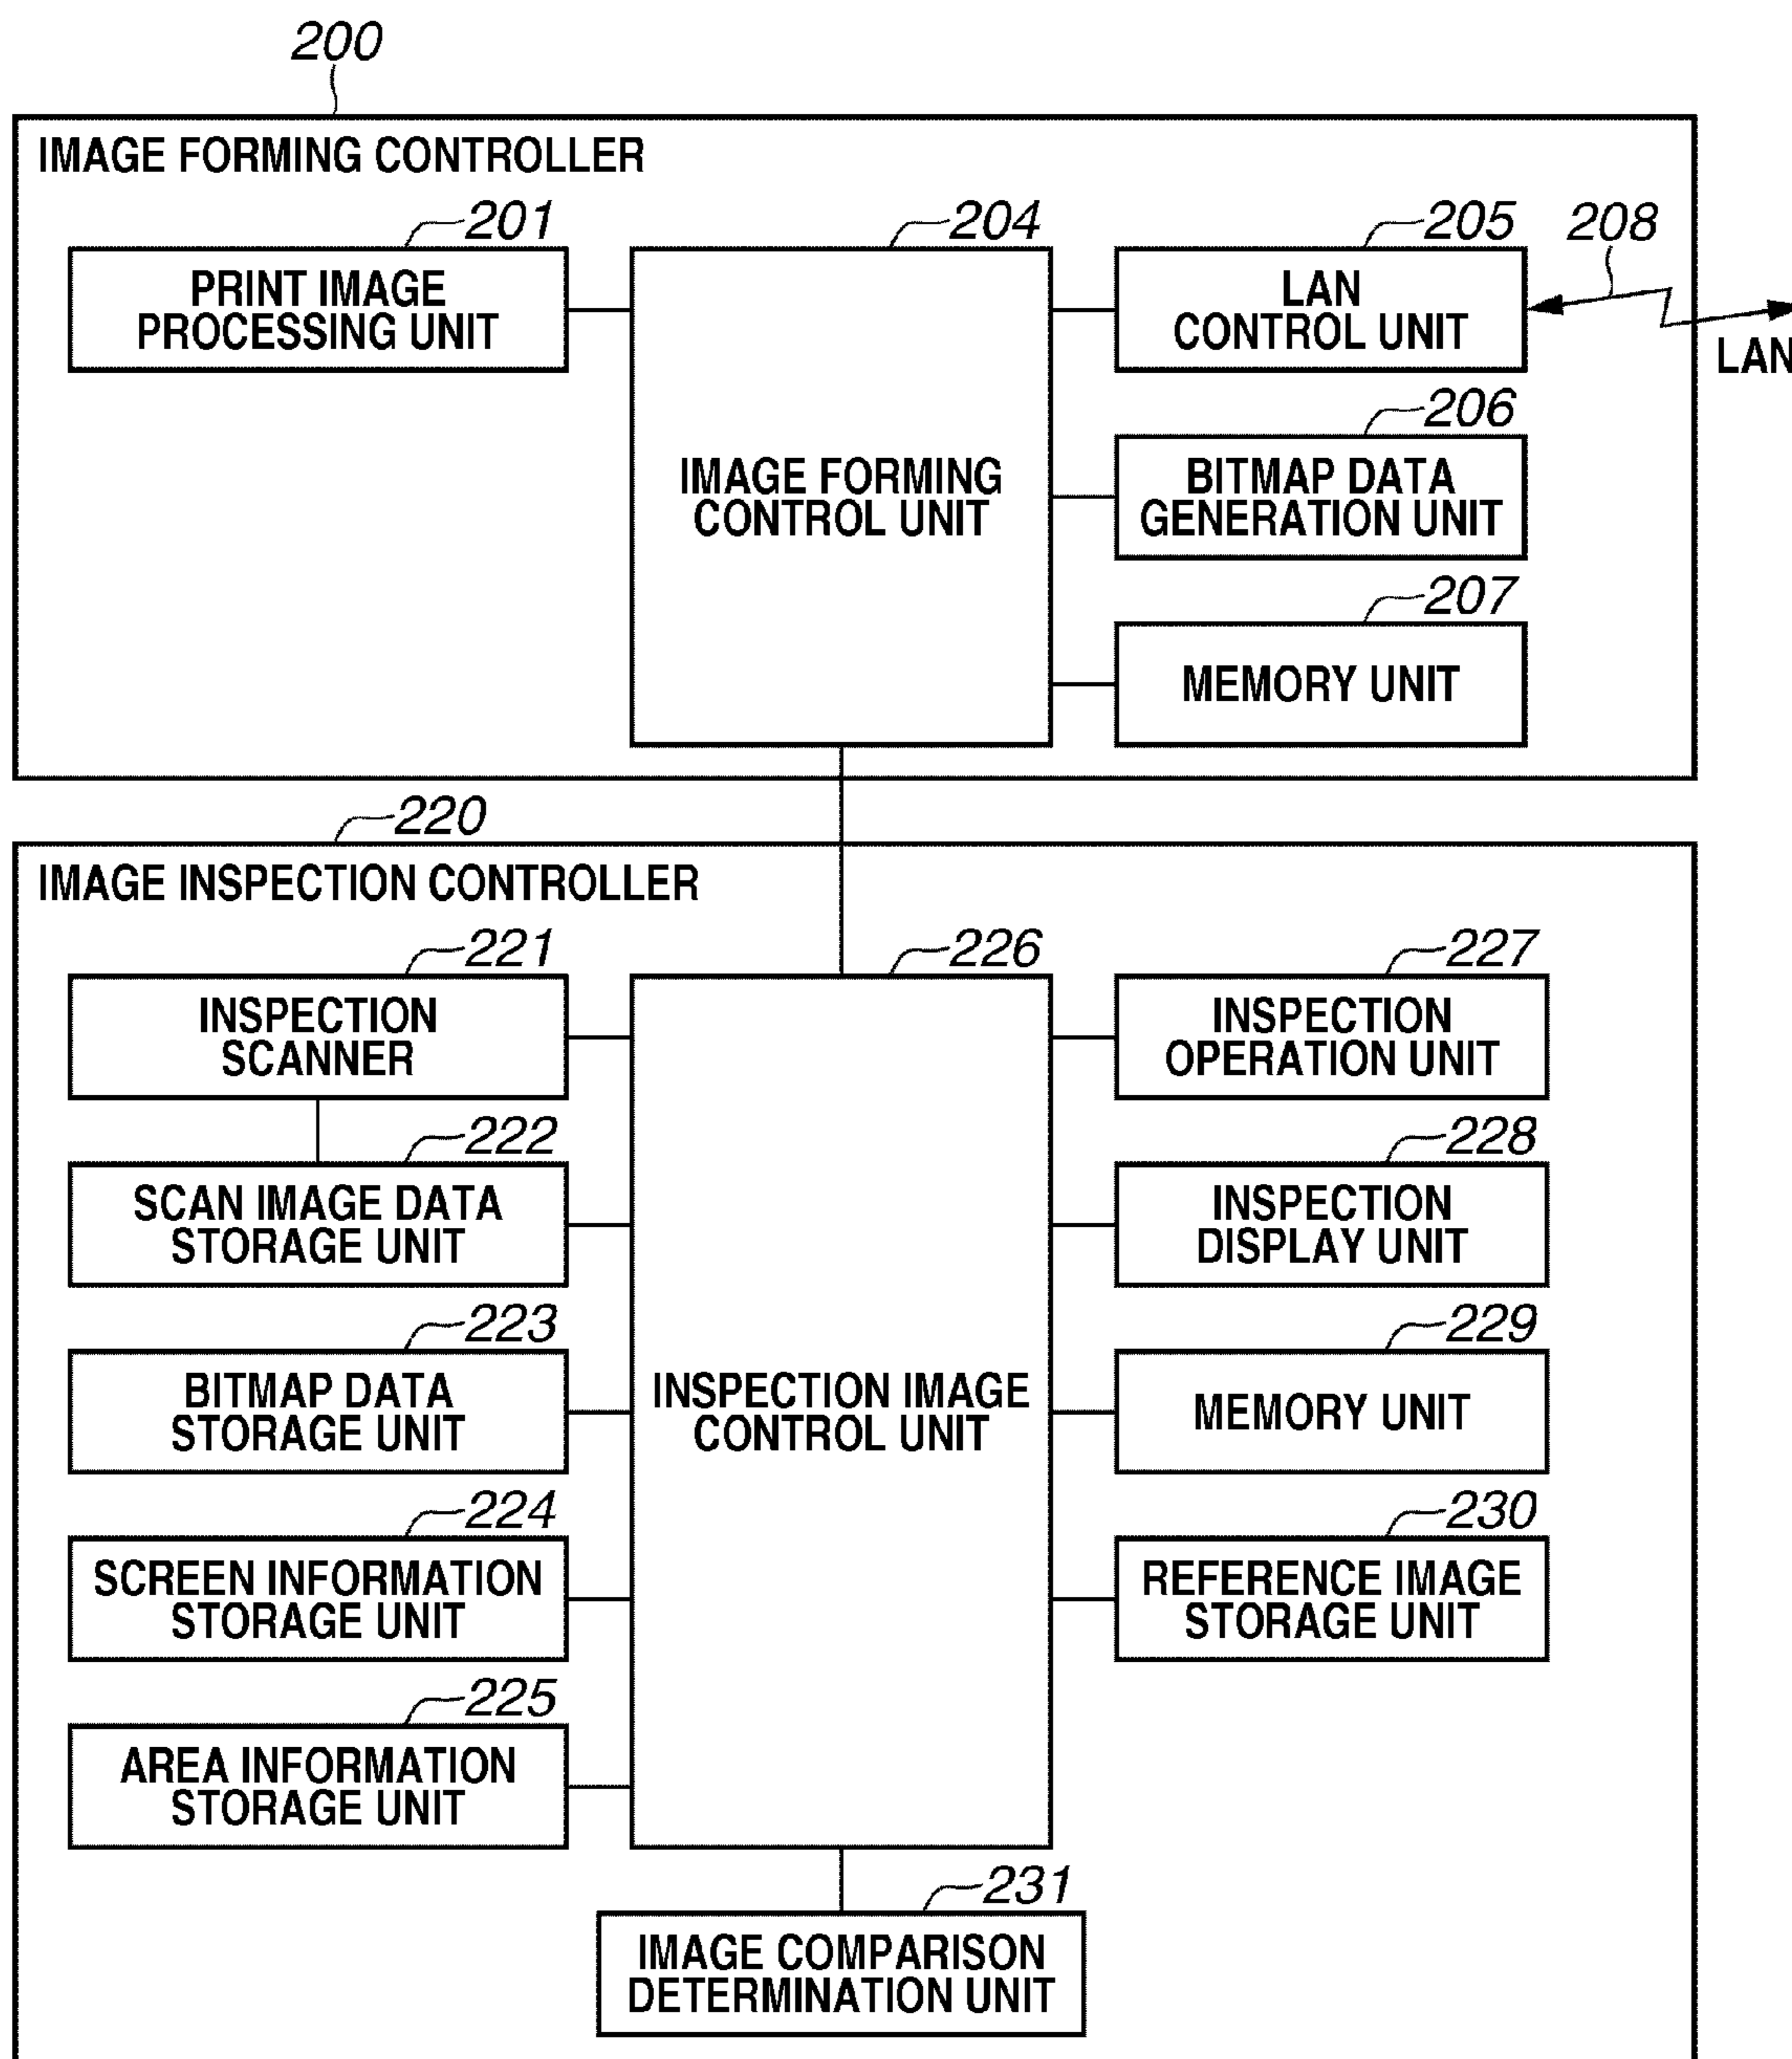 200
IMAGE FORMING CONTROLLER
201
PRINT IMAGE
PROCESSING UNIT
204
IMAGE FORMING
CONTROL UNIT
205
LAN
CONTROL UNIT
208
LAN
206
BITMAP DATA
GENERATION UNIT
207
MEMORY UNIT
220
IMAGE INSPECTION CONTROLLER
221
INSPECTION
SCANNER
222
SCAN IMAGE DATA
STORAGE UNIT
223
BITMAP DATA
STORAGE UNIT
224
SCREEN INFORMATION
STORAGE UNIT
225
AREA INFORMATION
STORAGE UNIT
226
INSPECTION IMAGE
CONTROL UNIT
227
INSPECTION
OPERATION UNIT
228
INSPECTION
DISPLAY UNIT
229
MEMORY UNIT
230
REFERENCE IMAGE
STORAGE UNIT
231
IMAGE COMPARISON
DETERMINATION UNIT